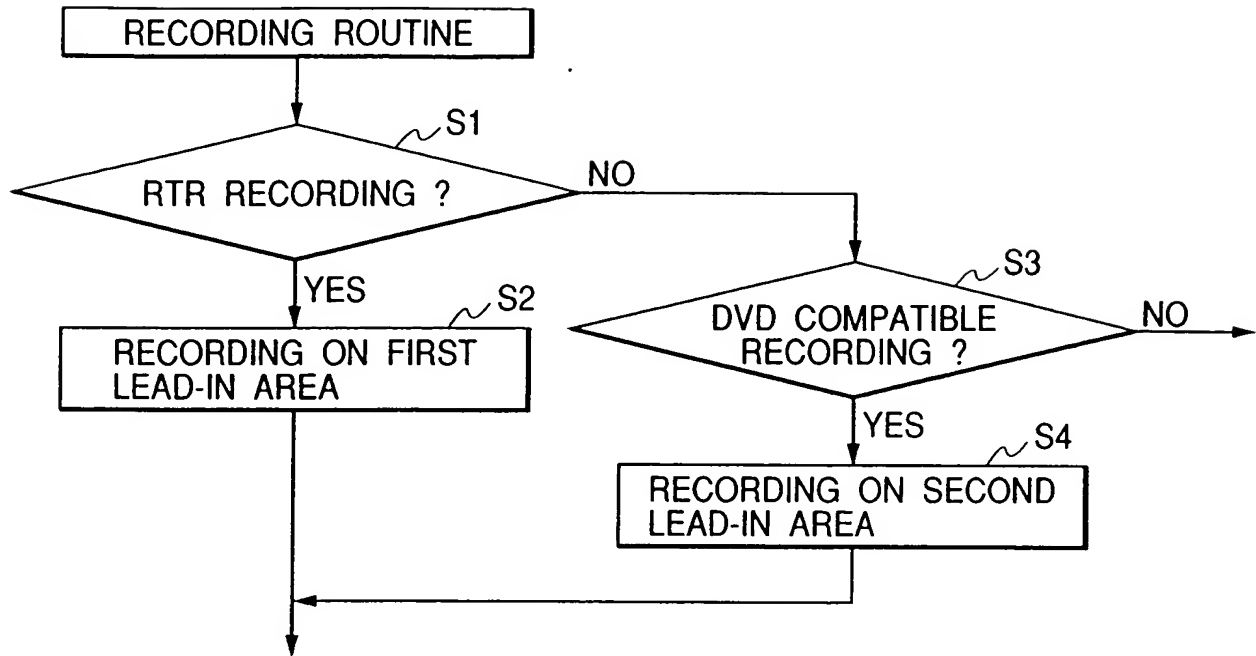 RECORDING ROUTINE
S1
RTR RECORDING ?
NO
YES
S2
RECORDING ON FIRST
LEAD-IN AREA
S3
DVD COMPATIBLE
RECORDING ?
NO
YES
S4
RECORDING ON SECOND
LEAD-IN AREA